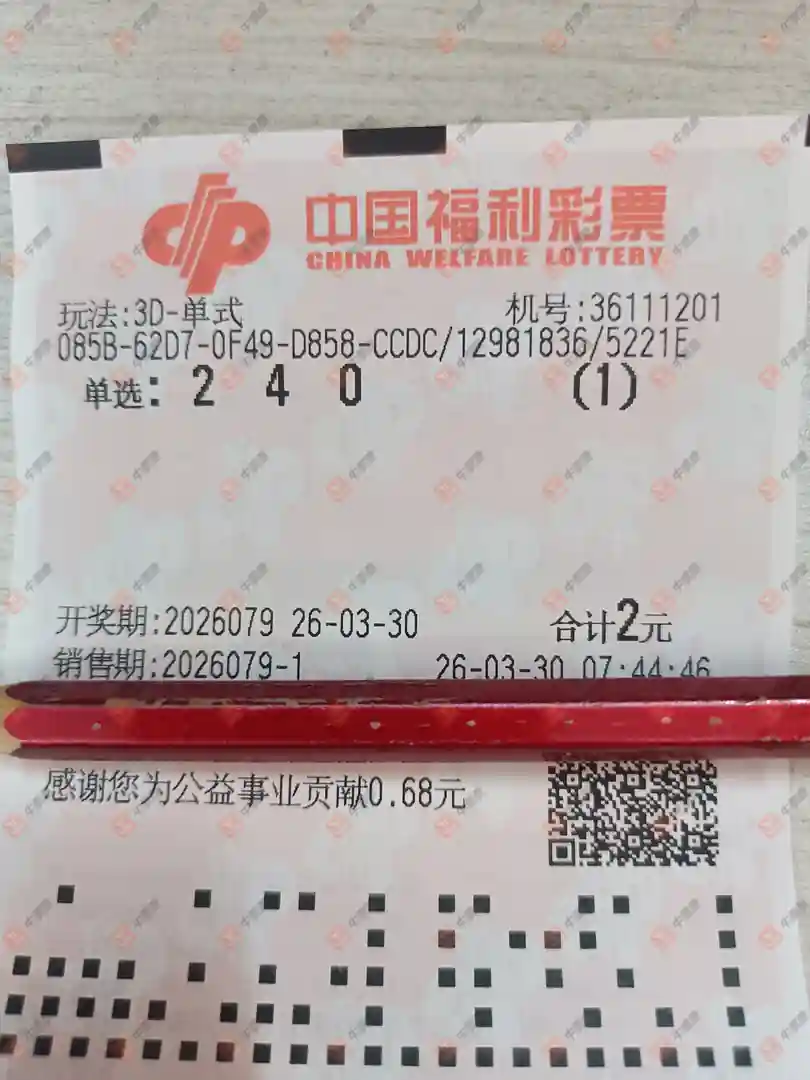 中国福利彩票
CHINA WELFARE LOTTERY
玩法:3D-单式 机号:36111201
085B-62D7-0F49-D858-CCDC/12981836/5221E
单选: 2 4 0 (1)
开奖期:2026079 26-03-30 合计2元
销售期:2026079-1 26-03-30 07:44:46
感谢您为公益事业贡献0.68元